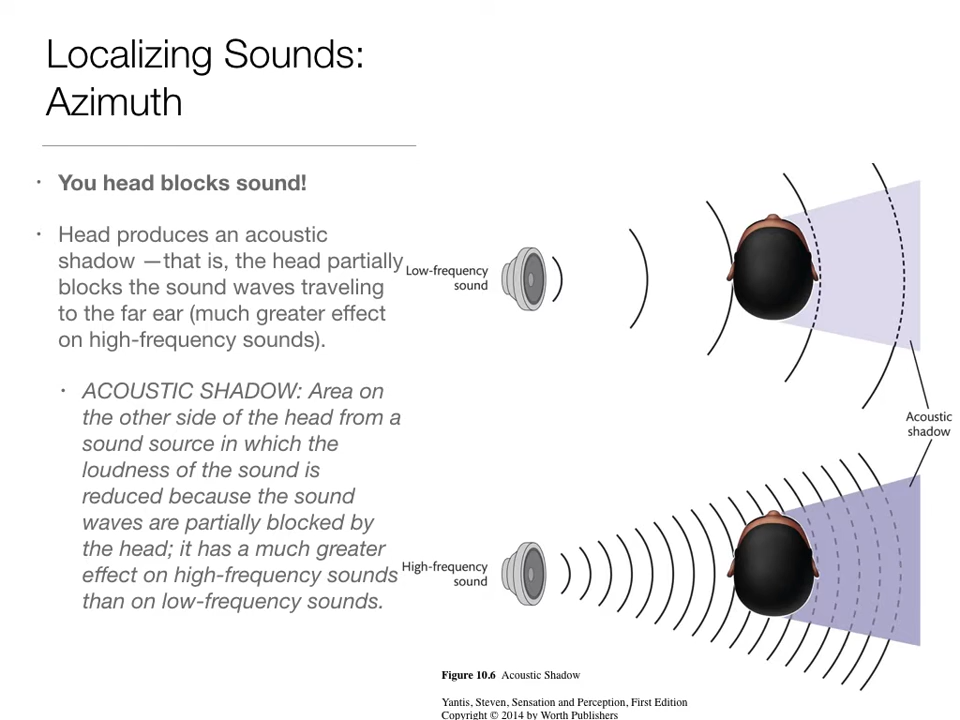 Localizing Sounds:
Azimuth
• You head blocks sound!
• Head produces an acoustic
shadow —that is, the head partially
blocks the sound waves traveling
to the far ear (much greater effect
on high-frequency sounds).
• ACOUSTIC SHADOW: Area on
the other side of the head from a
sound source in which the
loudness of the sound is
reduced because the sound
waves are partially blocked by
the head; it has a much greater
effect on high-frequency sounds
than on low-frequency sounds.
Low-frequency
sound
Acoustic
shadow
High-frequency
sound
Figure 10.6 Acoustic Shadow
Yantis, Steven, Sensation and Perception, First Edition
Copyright © 2014 by Worth Publishers